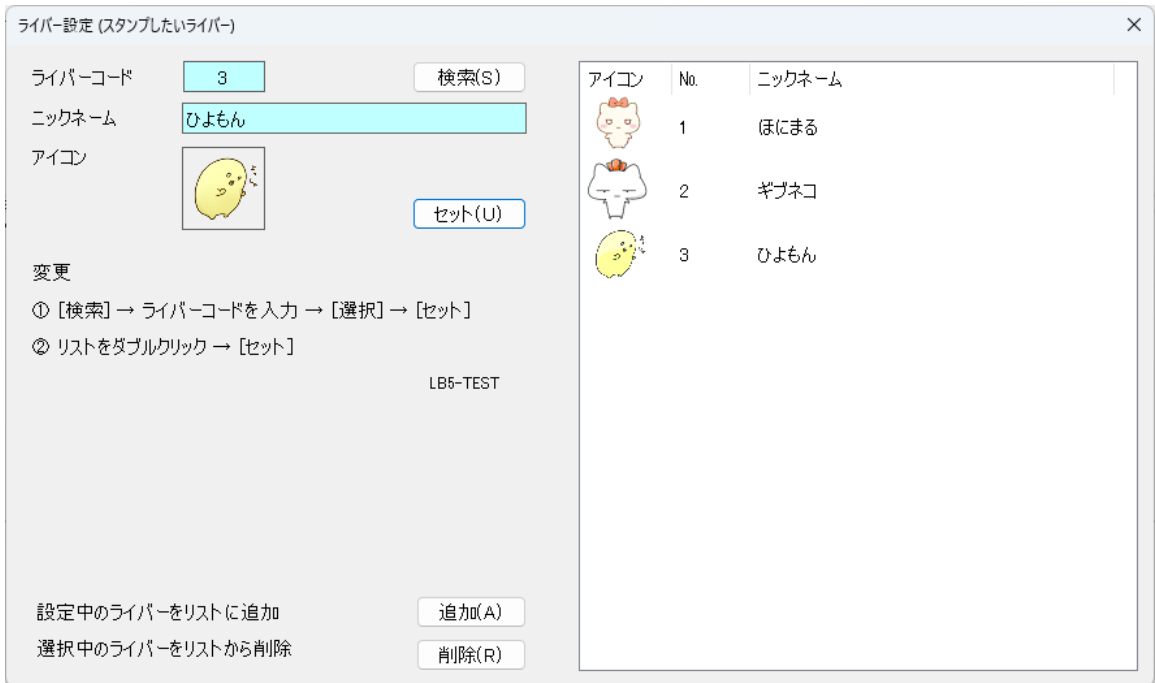 ライバー設定 (スタンプしたいライバー)
ライバーコード 3 検索(S)
ニックネーム ひよもん
アイコン
セット(U)
変更
① [検索] → ライバーコードを入力 → [選択] → [セット]
② リストをダブルクリック → [セット]
LB5-TEST
設定中のライバーをリストに追加 追加(A)
選択中のライバーをリストから削除 削除(R)
アイコン No. ニックネーム
1 ほにまる
2 ギブネコ
3 ひよもん